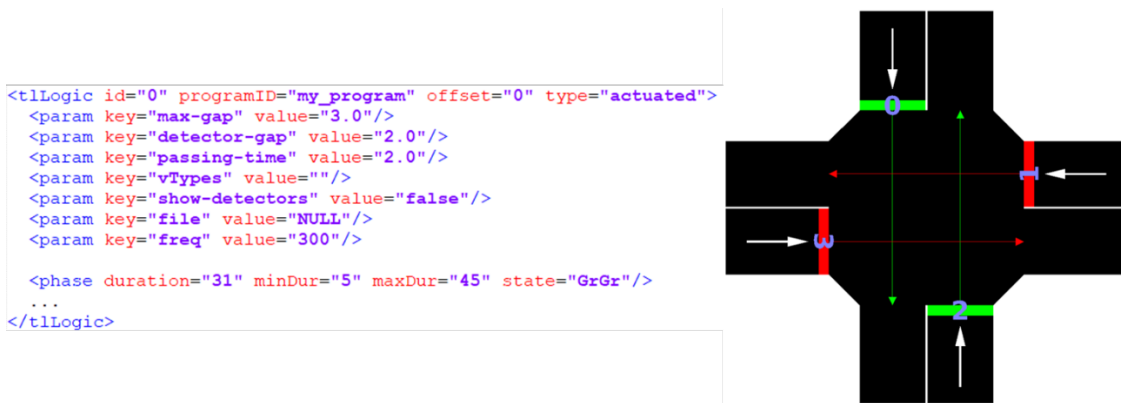 <tlLogic id="0" programID="my_program" offset="0" type="actuated">
<param key="max-gap" value="3.0"/>
<param key="detector-gap" value="2.0"/>
<param key="passing-time" value="2.0"/>
<param key="vTypes" value=""/>
<param key="show-detectors" value="false"/>
<param key="file" value="NULL"/>
<param key="freq" value="300"/>
<phase duration="31" minDur="5" maxDur="45" state="GrGr"/>
...
</tlLogic>
0
1
3
2